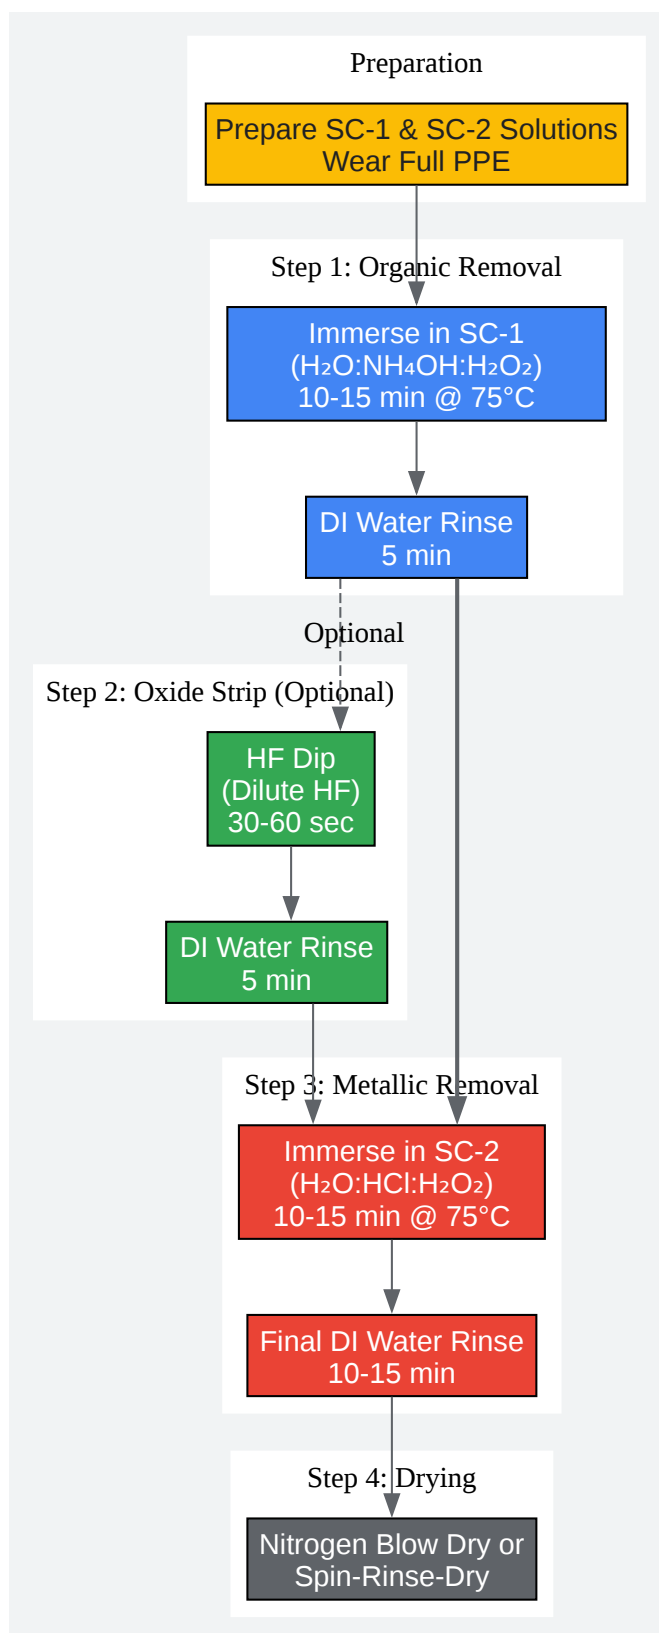 Preparation
Prepare SC-1 & SC-2 Solutions
Wear Full PPE
Step 1: Organic Removal
Immerse in SC-1
(H₂O:NH₄OH:H₂O₂)
10-15 min @ 75°C
DI Water Rinse
5 min
Optional
Step 2: Oxide Strip (Optional)
HF Dip
(Dilute HF)
30-60 sec
DI Water Rinse
5 min
Step 3: Metallic Removal
Immerse in SC-2
(H₂O:HCl:H₂O₂)
10-15 min @ 75°C
Final DI Water Rinse
10-15 min
Step 4: Drying
Nitrogen Blow Dry or
Spin-Rinse-Dry